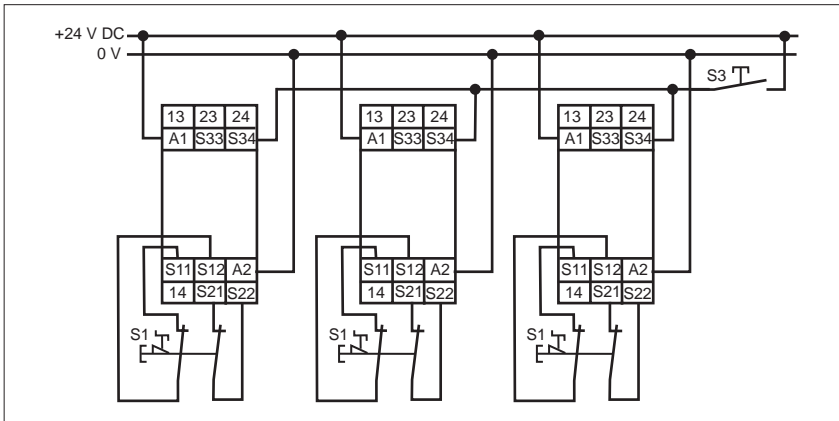 +24 V DC
0 V
S3
13 23 24 13 23 24 13 23 24
A1 S33 S34 A1 S33 S34 A1 S33 S34
S11 S12 A2 S11 S12 A2 S11 S12 A2
14 S21 S22 14 S21 S22 14 S21 S22
S1 S1 S1